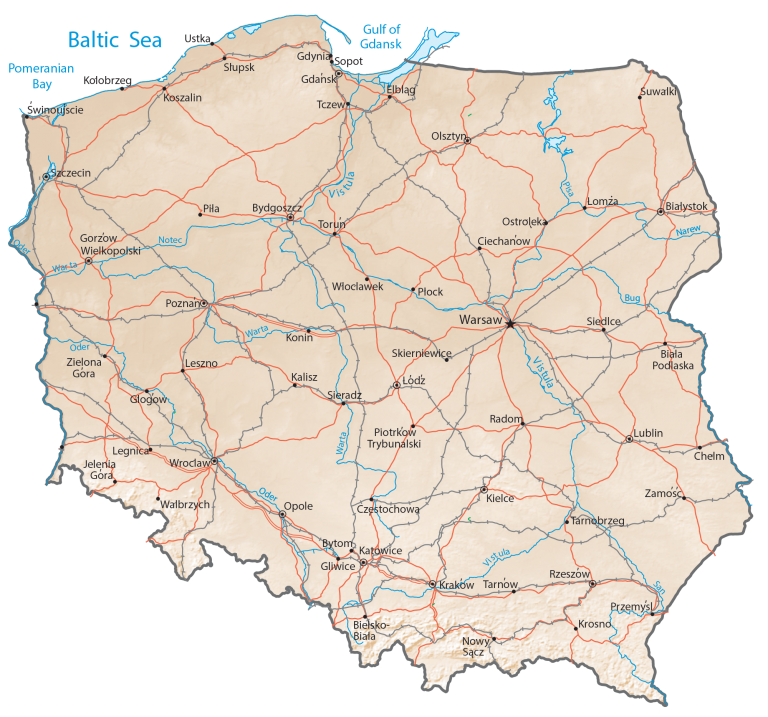 Baltic Sea
Gulf of
Gdansk
Pomeranian
Bay
Ustka
Słupsk
Gdynia
Sopot
Gdańsk
Kołobrzeg
Koszalin
Tczew
Elbląg
Suwałki
Świnoujscie
Olsztyn
Szczecin
Vistula
Pisa
Piła
Bydgoszcz
Toruń
Ostrołęka
Łomża
Białystok
Narew
Oder
Gorzów
Wielkopolski
Notec
Warta
Ciechanów
Włocławek
Płock
Bug
Poznań
Warta
Konin
Warsaw
Siedlce
Biała
Podlaska
Oder
Zielona
Góra
Leszno
Skierniewice
Kalisz
Łódź
Vistula
Głogow
Sieradz
Piotrków
Trybunalski
Radom
Lublin
Chełm
Warta
Legnica
Wrocław
Jelenia
Góra
Wałbrzych
Oder
Opole
Częstochowa
Kielce
Zamość
Tarnobrzeg
Bytom
Katowice
Gliwice
Vistula
Kraków
Tarnów
Rzeszów
San
Przemyśl
Bielsko-
Biała
Nowy
Sącz
Krosno